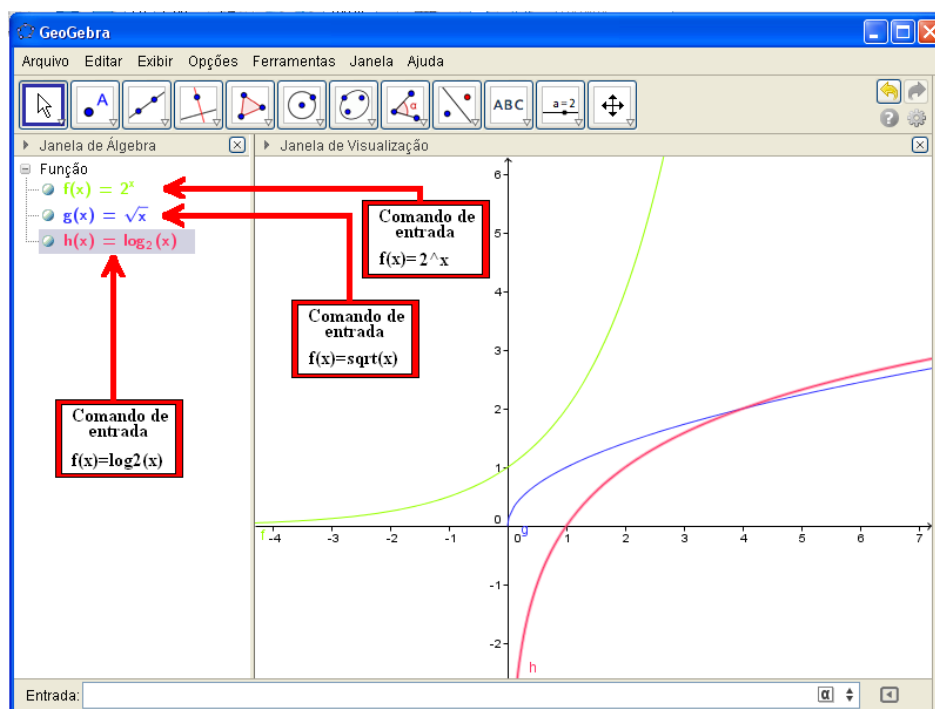 GeoGebra
Arquivo Editar Exibir Opções Ferramentas Janela Ajuda
A α ABC a=2
Janela de Álgebra
Janela de Visualização
Função
f(x) = 2ˣ
g(x) = √x
h(x) = log₂(x)
Comando de
entrada
f(x)=2^x
Comando de
entrada
f(x)=sqrt(x)
Comando de
entrada
f(x)=log2(x)
6
5
4
3
2
1
0
-1
-2
-4 -3 -2 -1 0 1 2 3 4 5 6 7
f
g
h
Entrada:
α